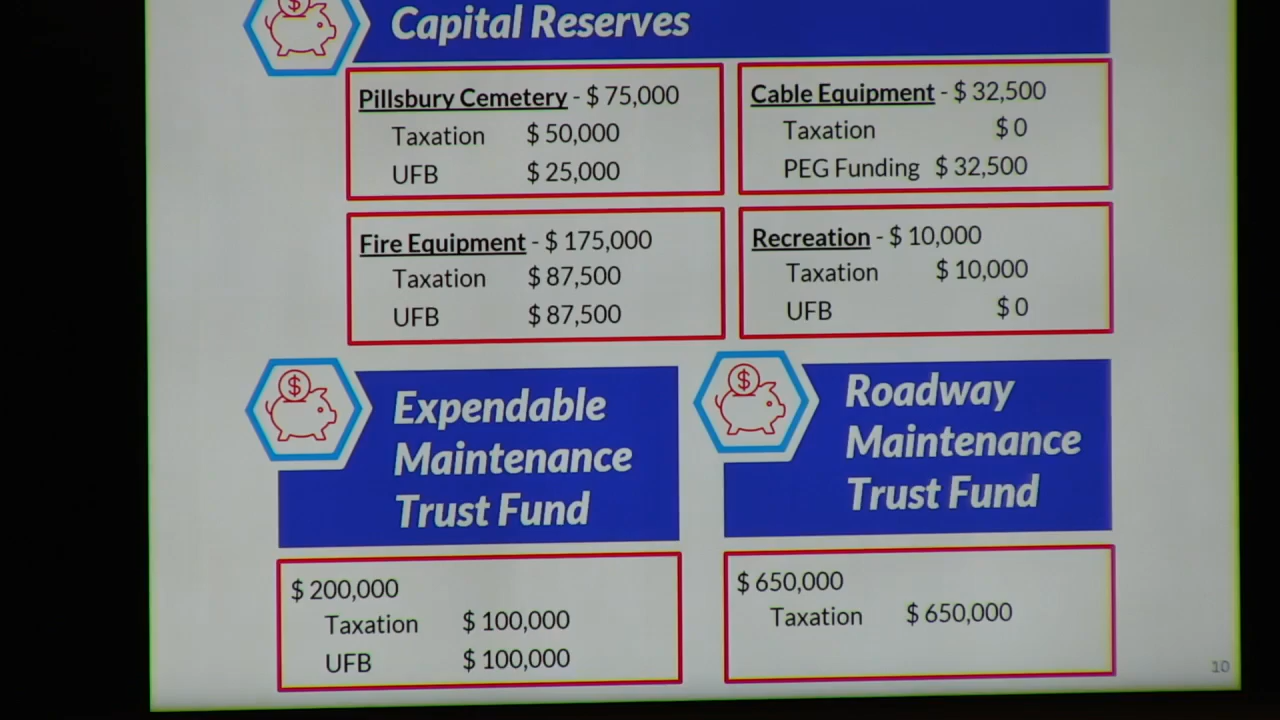 Capital Reserves
Pillsbury Cemetery - $ 75,000
Taxation $ 50,000
UFB $ 25,000
Cable Equipment - $ 32,500
Taxation $ 0
PEG Funding $ 32,500
Fire Equipment - $ 175,000
Taxation $ 87,500
UFB $ 87,500
Recreation - $ 10,000
Taxation $ 10,000
UFB $ 0
$
Expendable
Maintenance
Trust Fund
$ 200,000
Taxation $ 100,000
UFB $ 100,000
$
Roadway
Maintenance
Trust Fund
$ 650,000
Taxation $ 650,000
10